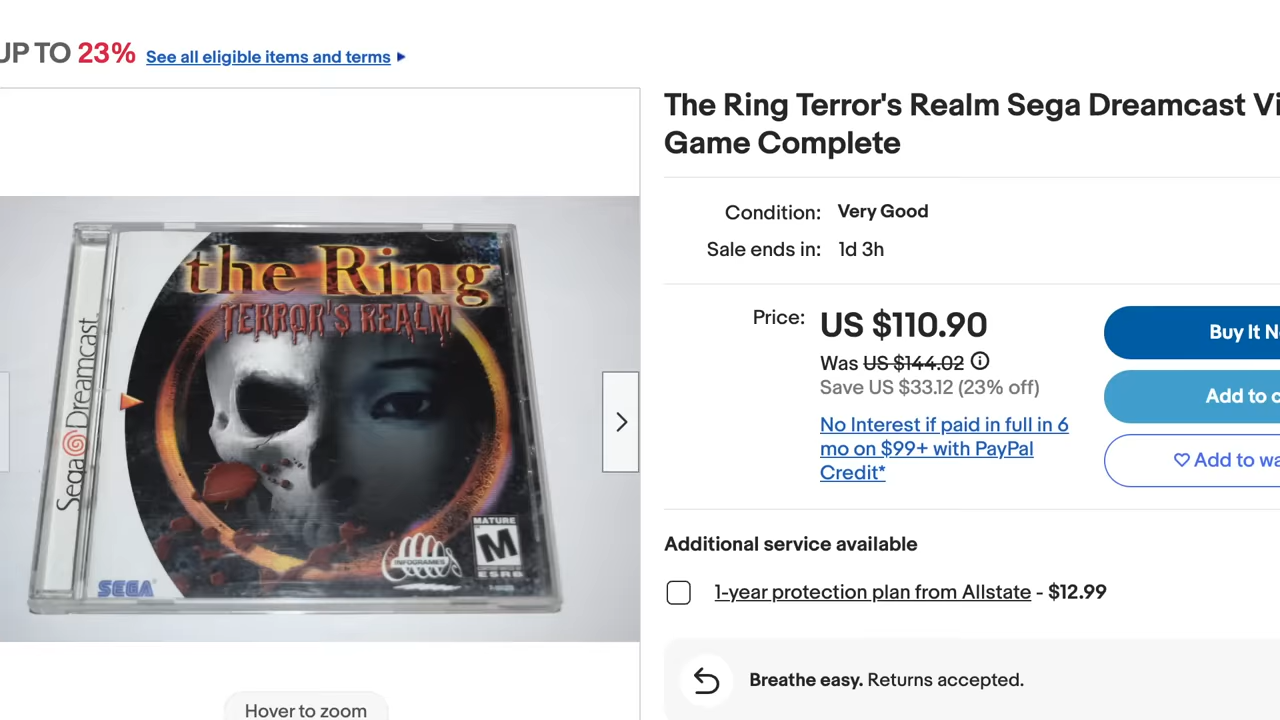 UP TO 23% See all eligible items and terms ▸
The Ring Terror's Realm Sega Dreamcast Vi
Game Complete
Condition: Very Good
Sale ends in: 1d 3h
Price: US $110.90
Was US $144.02
Save US $33.12 (23% off)
No Interest if paid in full in 6
mo on $99+ with PayPal
Credit*
Buy It N
Add to c
Add to wa
Additional service available
1-year protection plan from Allstate - $12.99
Breathe easy. Returns accepted.
the Ring
TERROR'S REALM
Sega Dreamcast
SEGA
INFOGRAMES
MATURE
M
ESRB
Hover to zoom